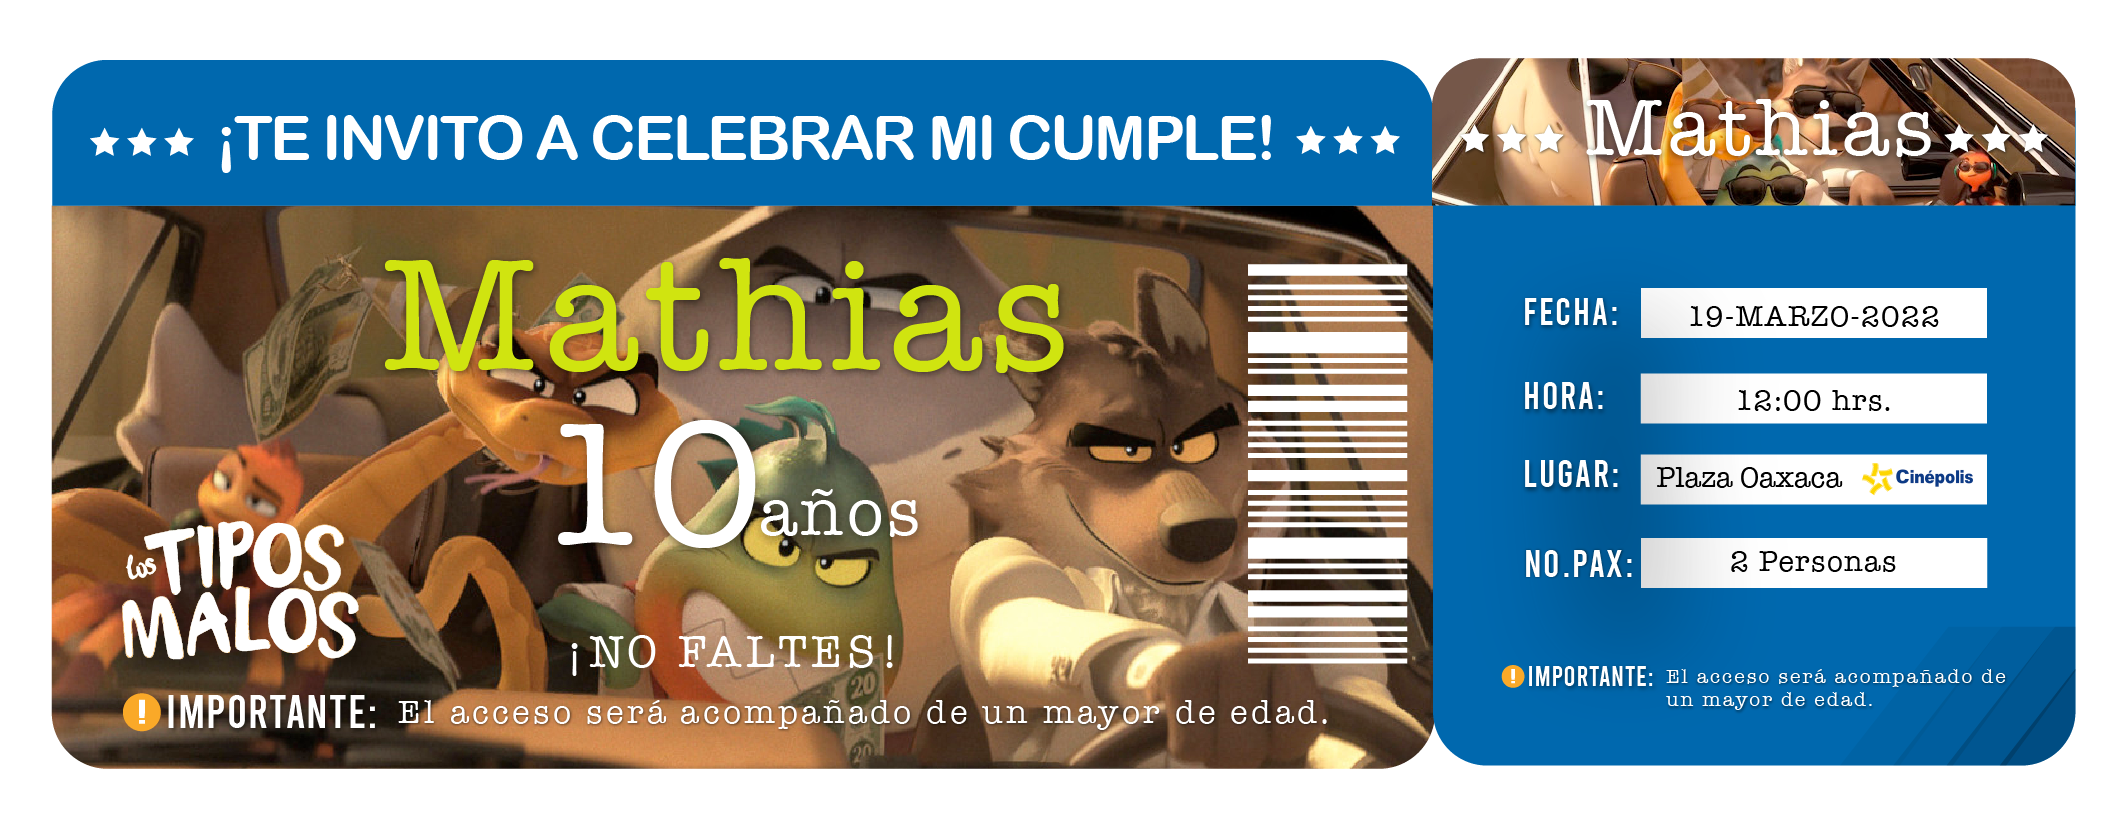 ¡TE INVITO A CELEBRAR MI CUMPLE!
Mathias
10 años
los TIPOS
MALOS
¡NO FALTES!
IMPORTANTE: El acceso será acompañado de un mayor de edad.
20
20
Mathias
FECHA: 19-MARZO-2022
HORA: 12:00 hrs.
LUGAR: Plaza Oaxaca Cinépolis
NO.PAX: 2 Personas
IMPORTANTE: El acceso será acompañado de
un mayor de edad.